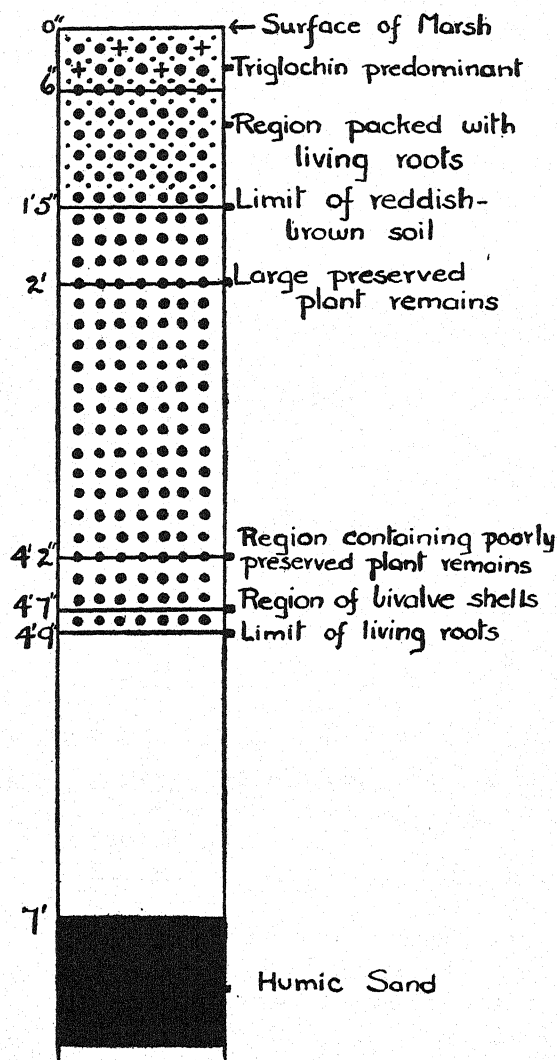 0" ← Surface of Marsh
Triglochin predominant
6"
Region packed with
living roots
1'5" Limit of reddish-
brown soil
2' Large preserved
plant remains
Region containing poorly
4'2" preserved plant remains
4'7" Region of bivalve shells
4'9" Limit of living roots
7'
Humic Sand